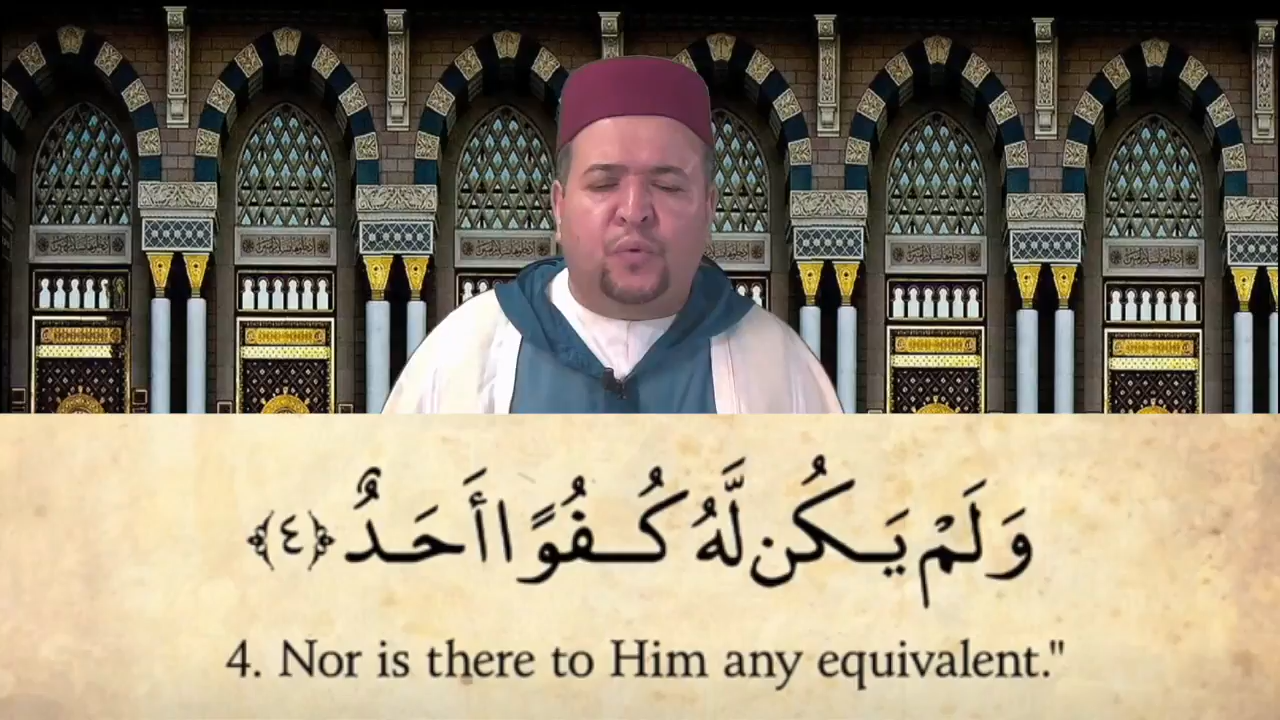 وَلَمْ يَكُن لَّهُ كُفُوًا أَحَدٌ ﴿٤﴾
4. Nor is there to Him any equivalent."